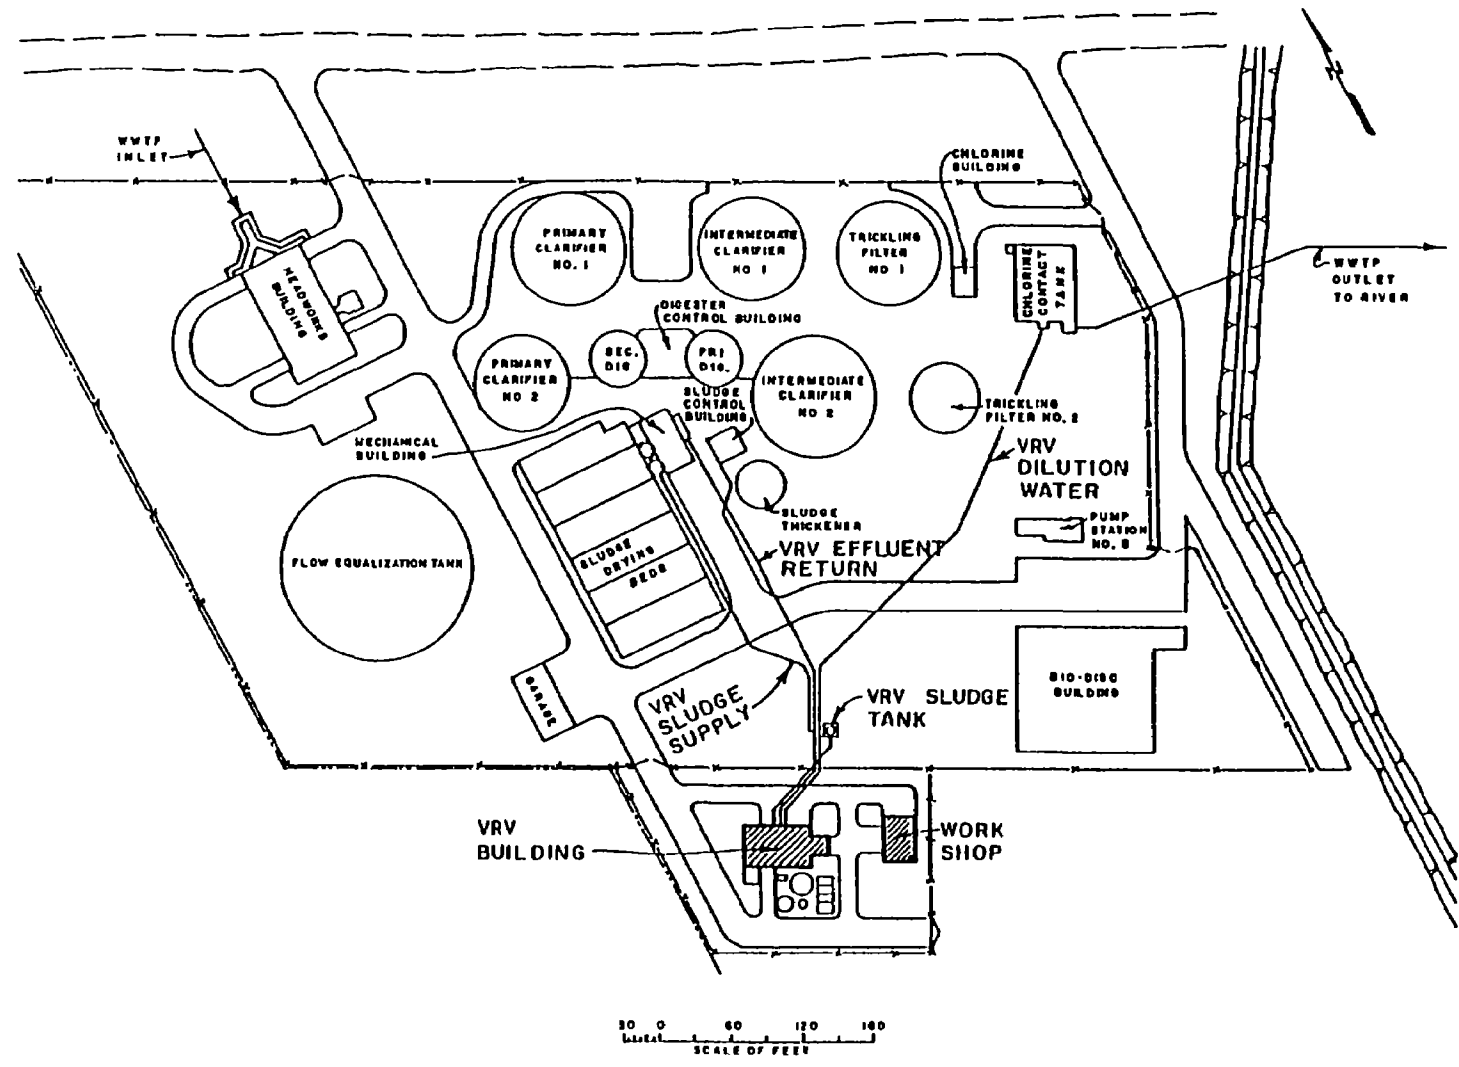 N
WWTP
INLET
CHLORINE
BUILDING
PRIMARY
CLARIFIER
NO. 1
INTERMEDIATE
CLARIFIER
NO. 1
TRICKLING
FILTER
NO. 1
HEADWORKS
BUILDING
CHLORINE
CONTACT
TANK
WWTP
OUTLET
TO RIVER
DIGESTER
CONTROL BUILDING
SEC.
DIG
PRI
DIG.
PRIMARY
CLARIFIER
NO 2
INTERMEDIATE
CLARIFIER
NO. 2
SLUDGE
CONTROL
BUILDING
TRICKLING
FILTER NO. 2
MECHANICAL
BUILDING
VRV
DILUTION
WATER
SLUDGE
THICKENER
PUMP
STATION
NO. 8
VRV EFFLUENT
RETURN
FLOW EQUALIZATION TANK
SLUDGE
DRYING
BEDS
BIO-DISC
BUILDING
GARAGE
VRV
SLUDGE
SUPPLY
VRV SLUDGE
TANK
VRV
BUILDING
WORK
SHOP
30 0 60 120 180
SCALE OF FEET